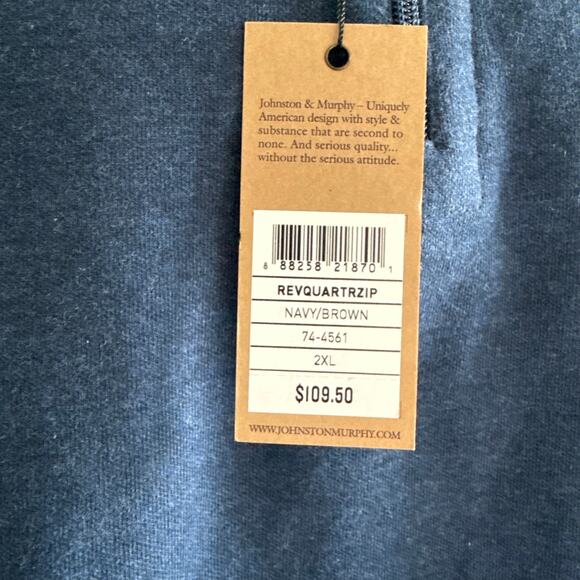 Johnston & Murphy – Uniquely
American design with style &
substance that are second to
none. And serious quality...
without the serious attitude.
8 88258 21870 1
REVQUARTRZIP
NAVY/BROWN
74-4561
2XL
$109.50
WWW.JOHNSTONMURPHY.COM